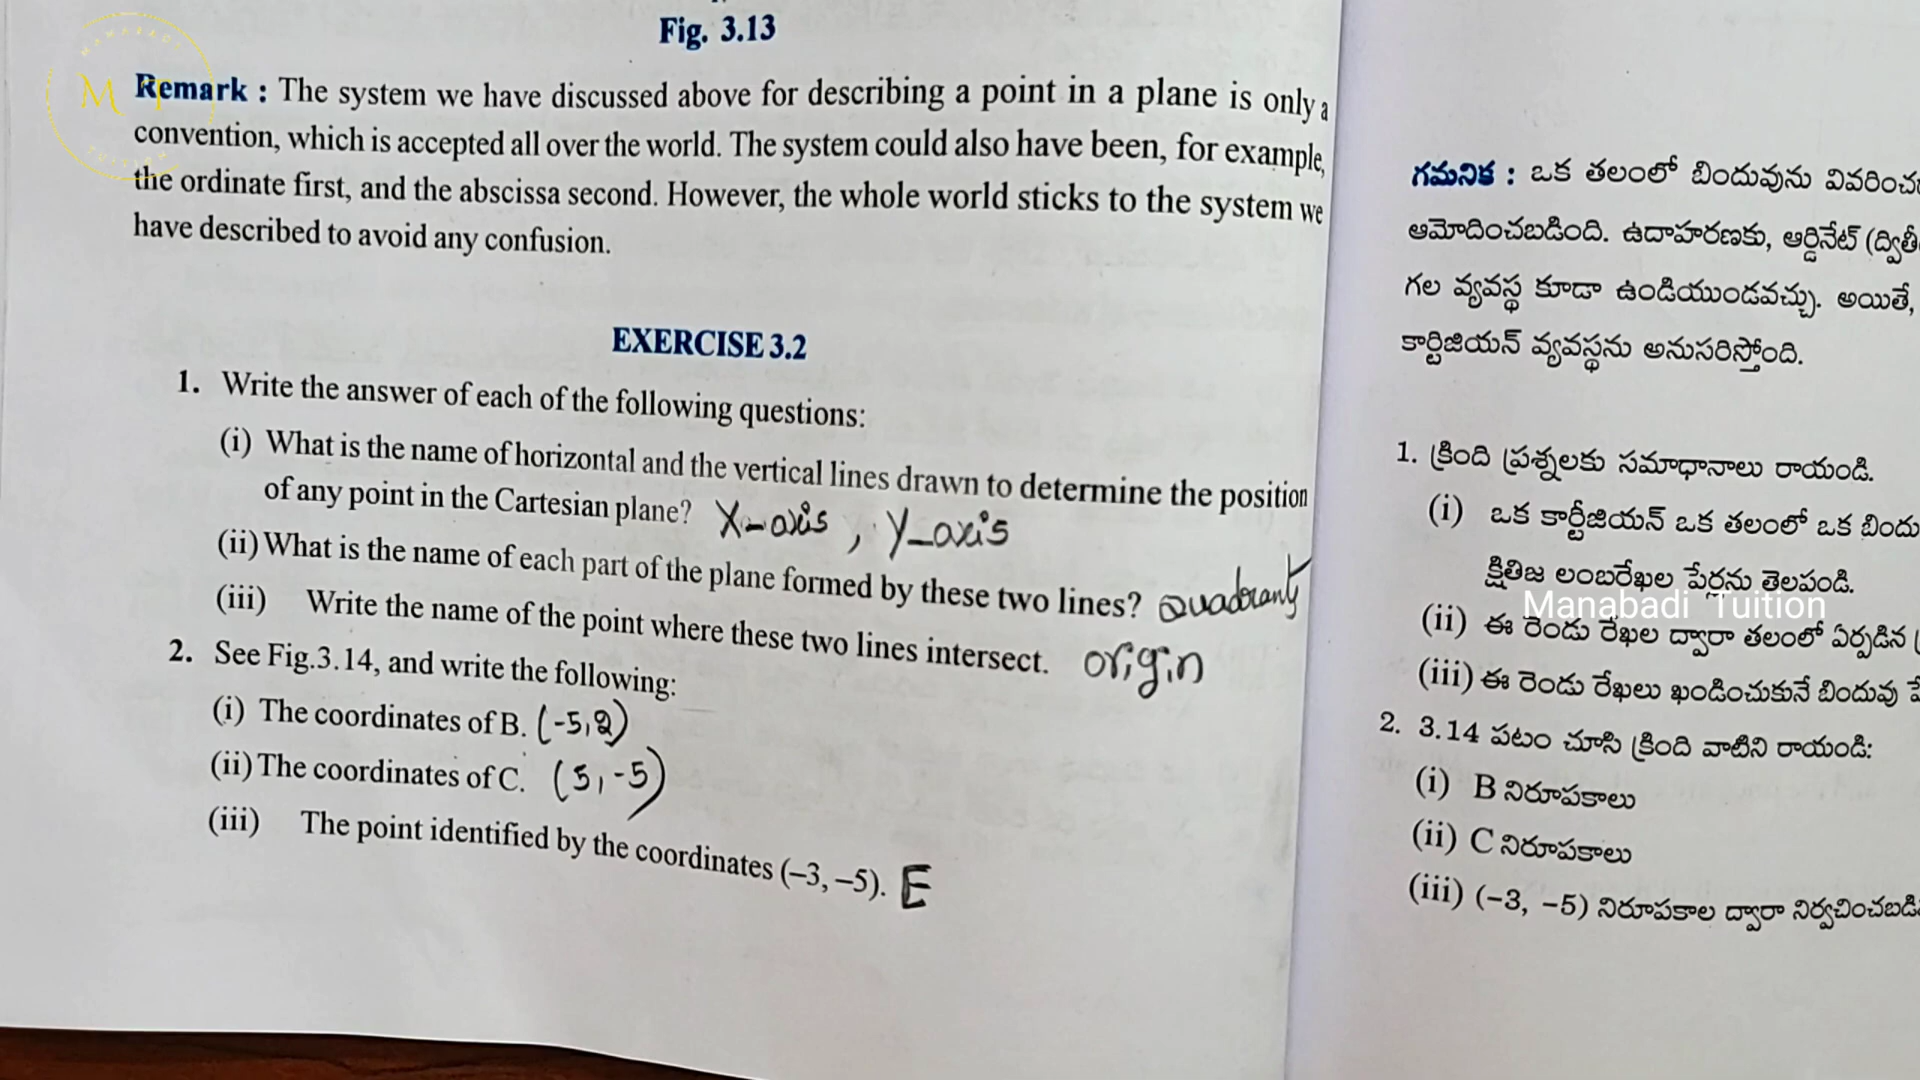 Fig. 3.13
Remark : The system we have discussed above for describing a point in a plane is only a
convention, which is accepted all over the world. The system could also have been, for example,
the ordinate first, and the abscissa second. However, the whole world sticks to the system we
have described to avoid any confusion.
EXERCISE 3.2
1. Write the answer of each of the following questions:
(i) What is the name of horizontal and the vertical lines drawn to determine the position
of any point in the Cartesian plane? X-axis, Y-axis
(ii) What is the name of each part of the plane formed by these two lines? Quadrants
(iii) Write the name of the point where these two lines intersect. origin
2. See Fig.3.14, and write the following:
(i) The coordinates of B. (-5,2)
(ii) The coordinates of C. (5,-5)
(iii) The point identified by the coordinates (–3, –5). E
గమనిక : ఒక తలంలో బిందువును
ఆమోదించబడింది. ఉదాహరణకు, ఆర్డినేట్
గల వ్యవస్థ కూడా ఉండియుండవచ్చు. అయితే,
కార్టిజియన్ వ్యవస్థను అనుసరిస్తోంది.
1. క్రింది ప్రశ్నలకు సమాధానాలు రాయండి.
(i) ఒక కార్టీజియన్ ఒక తలంలో ఒక
క్షితిజ లంబరేఖల పేర్లను తెలపండి.
Manabadi Tuition
(ii) ఈ రెండు రేఖల ద్వారా తలంలో ఏర్పడిన
(iii) ఈ రెండు రేఖలు ఖండించుకునే బిందువు
2. 3.14 పటం చూసి క్రింది వాటిని రాయండి:
(i) B నిరూపకాలు
(ii) C నిరూపకాలు
(iii) (–3, –5) నిరూపకాల ద్వారా